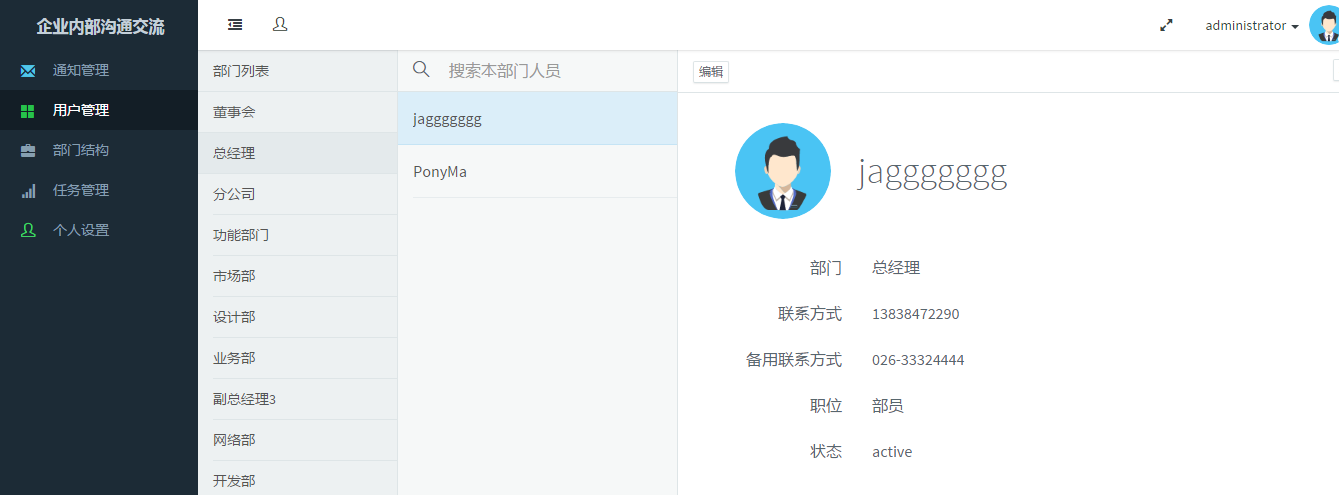 企业内部沟通交流
通知管理
用户管理
部门结构
任务管理
个人设置
administrator
部门列表
董事会
总经理
分公司
功能部门
市场部
设计部
业务部
副总经理3
网络部
开发部
搜索本部门人员
jaggggggg
PonyMa
编辑
jaggggggg
部门 总经理
联系方式 13838472290
备用联系方式 026-33324444
职位 部员
状态 active